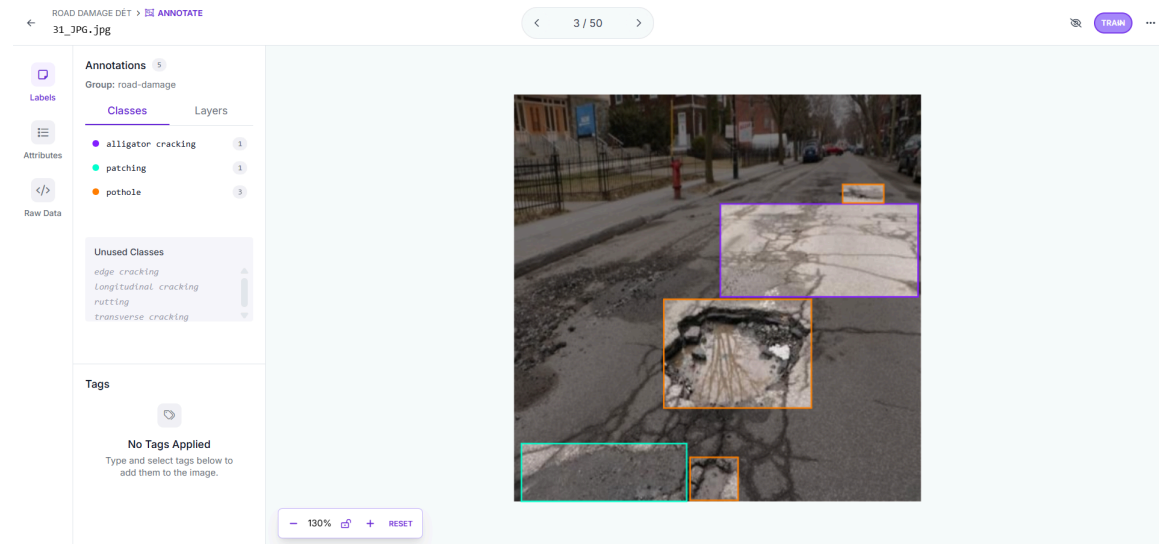 ROAD DAMAGE DÉT > ANNOTATE
31_JPG.jpg
3 / 50
TRAIN
Labels
Attributes
Raw Data
Annotations 5
Group: road-damage
Classes Layers
alligator cracking 1
patching 1
pothole 3
Unused Classes
edge cracking
longitudinal cracking
rutting
transverse cracking
Tags
No Tags Applied
Type and select tags below to
add them to the image.
130% RESET